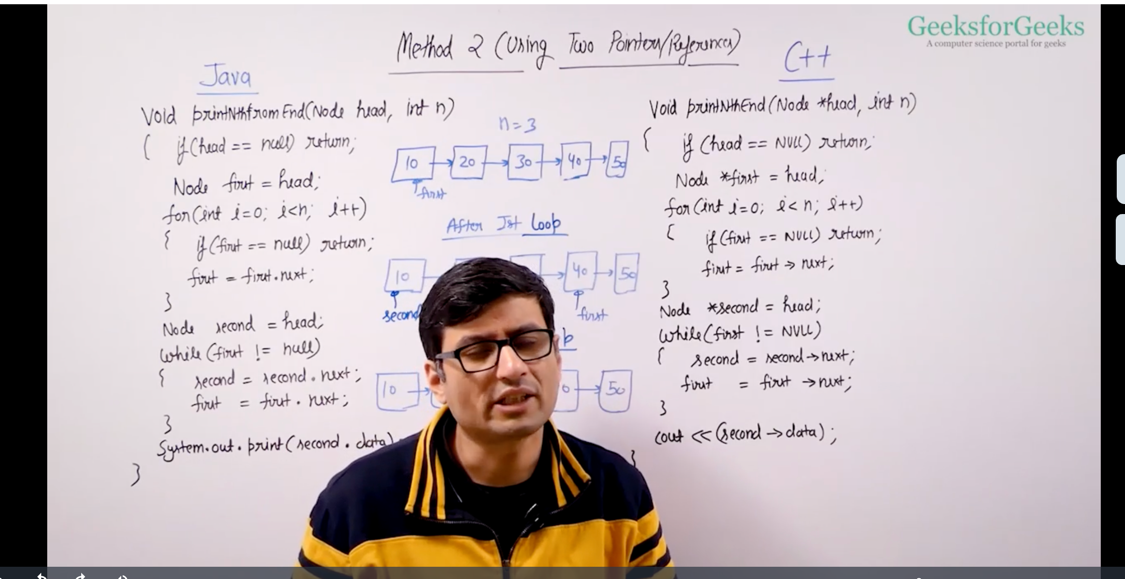 GeeksforGeeks
A computer science portal for geeks
Method 2 (Using Two Pointers/References)
Java
Void printNthfromEnd(Node head, int n)
{ if (head == null) return;
Node first = head;
for(int i=0; i<n; i++)
{ if (first == null) return;
first = first.next;
}
Node second = head;
while (first != null)
{ second = second.next;
first = first.next;
}
System.out.print(second.data)
}
n=3
10 20 30 40 50
first
After Ist Loop
10 40 50
second first
10 50
C++
Void printNthEnd(Node *head, int n)
{ if (head == NULL) return;
Node *first = head;
for(int i=0; i<n; i++)
{ if (first == NULL) return;
first = first → next;
}
Node *second = head;
while(first != NULL)
{ second = second→next;
first = first →next;
}
cout << (second→data);
}